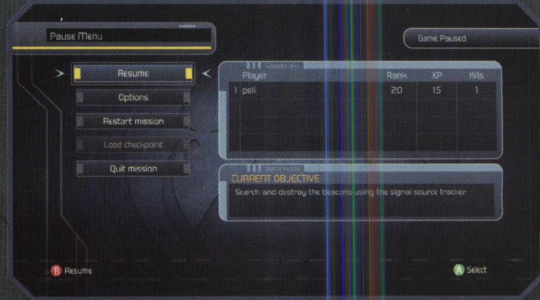 Pause Menu
Game Paused
Resume
Options
Restart mission
Load checkpoint
Quit mission
Player Rank XP Kills
1 peli 20 15 1
CURRENT OBJECTIVE
Search and destroy the beacons using the signal source tracker
B Resume
A Select